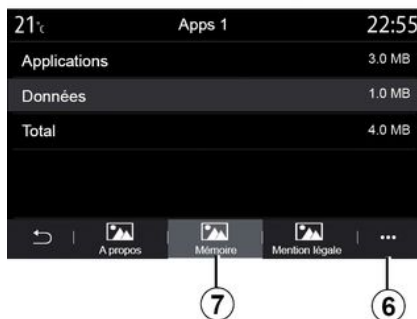 21°c Apps 1 22:55
Applications 3.0 MB
Données 1.0 MB
Total 4.0 MB
A propos Mémoire Mention légale ...
7 6